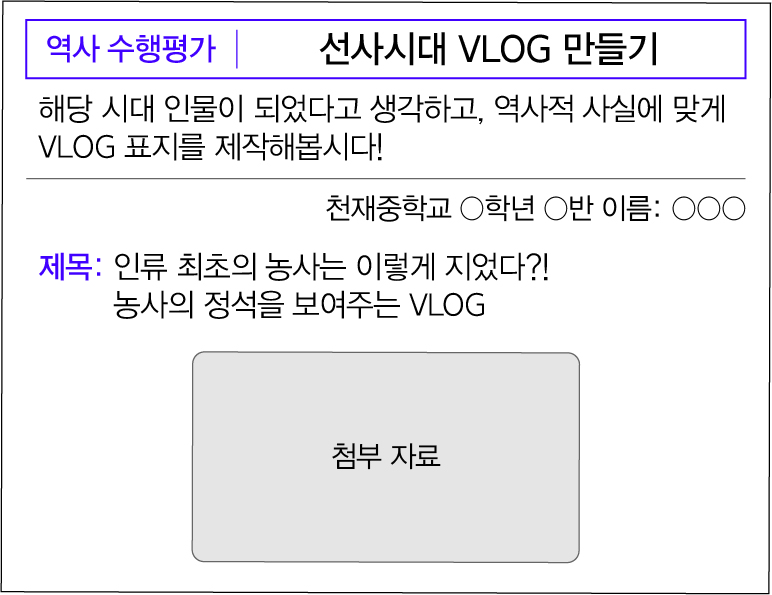 역사 수행평가 | 선사시대 VLOG 만들기
해당 시대 인물이 되었다고 생각하고, 역사적 사실에 맞게
VLOG 표지를 제작해봅시다!
천재중학교 ○학년 ○반 이름: ○○○
제목: 인류 최초의 농사는 이렇게 지었다?!
농사의 정석을 보여주는 VLOG
첨부 자료